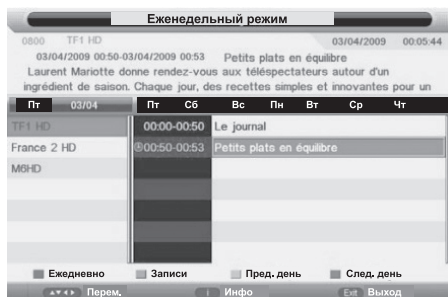 Еженедельный режим
0800 TF1 HD 03/04/2009 00:05:44
03/04/2009 00:50-03/04/2009 00:53 Petits plats en équilibre
Laurent Mariotte donne rendez-vous aux téléspectateurs autour d'un
ingrédient de saison. Chaque jour, des recettes simples et innovantes pour un
Пт 03/04 Пт Сб Вс Пн Вт Ср Чт
TF1 HD 00:00-00:50 Le journal
France 2 HD 00:50-00:53 Petits plats en équilibre
M6HD
Ежедневно Записи Пред. день След. день
Перем. i Инфо Exit Выход